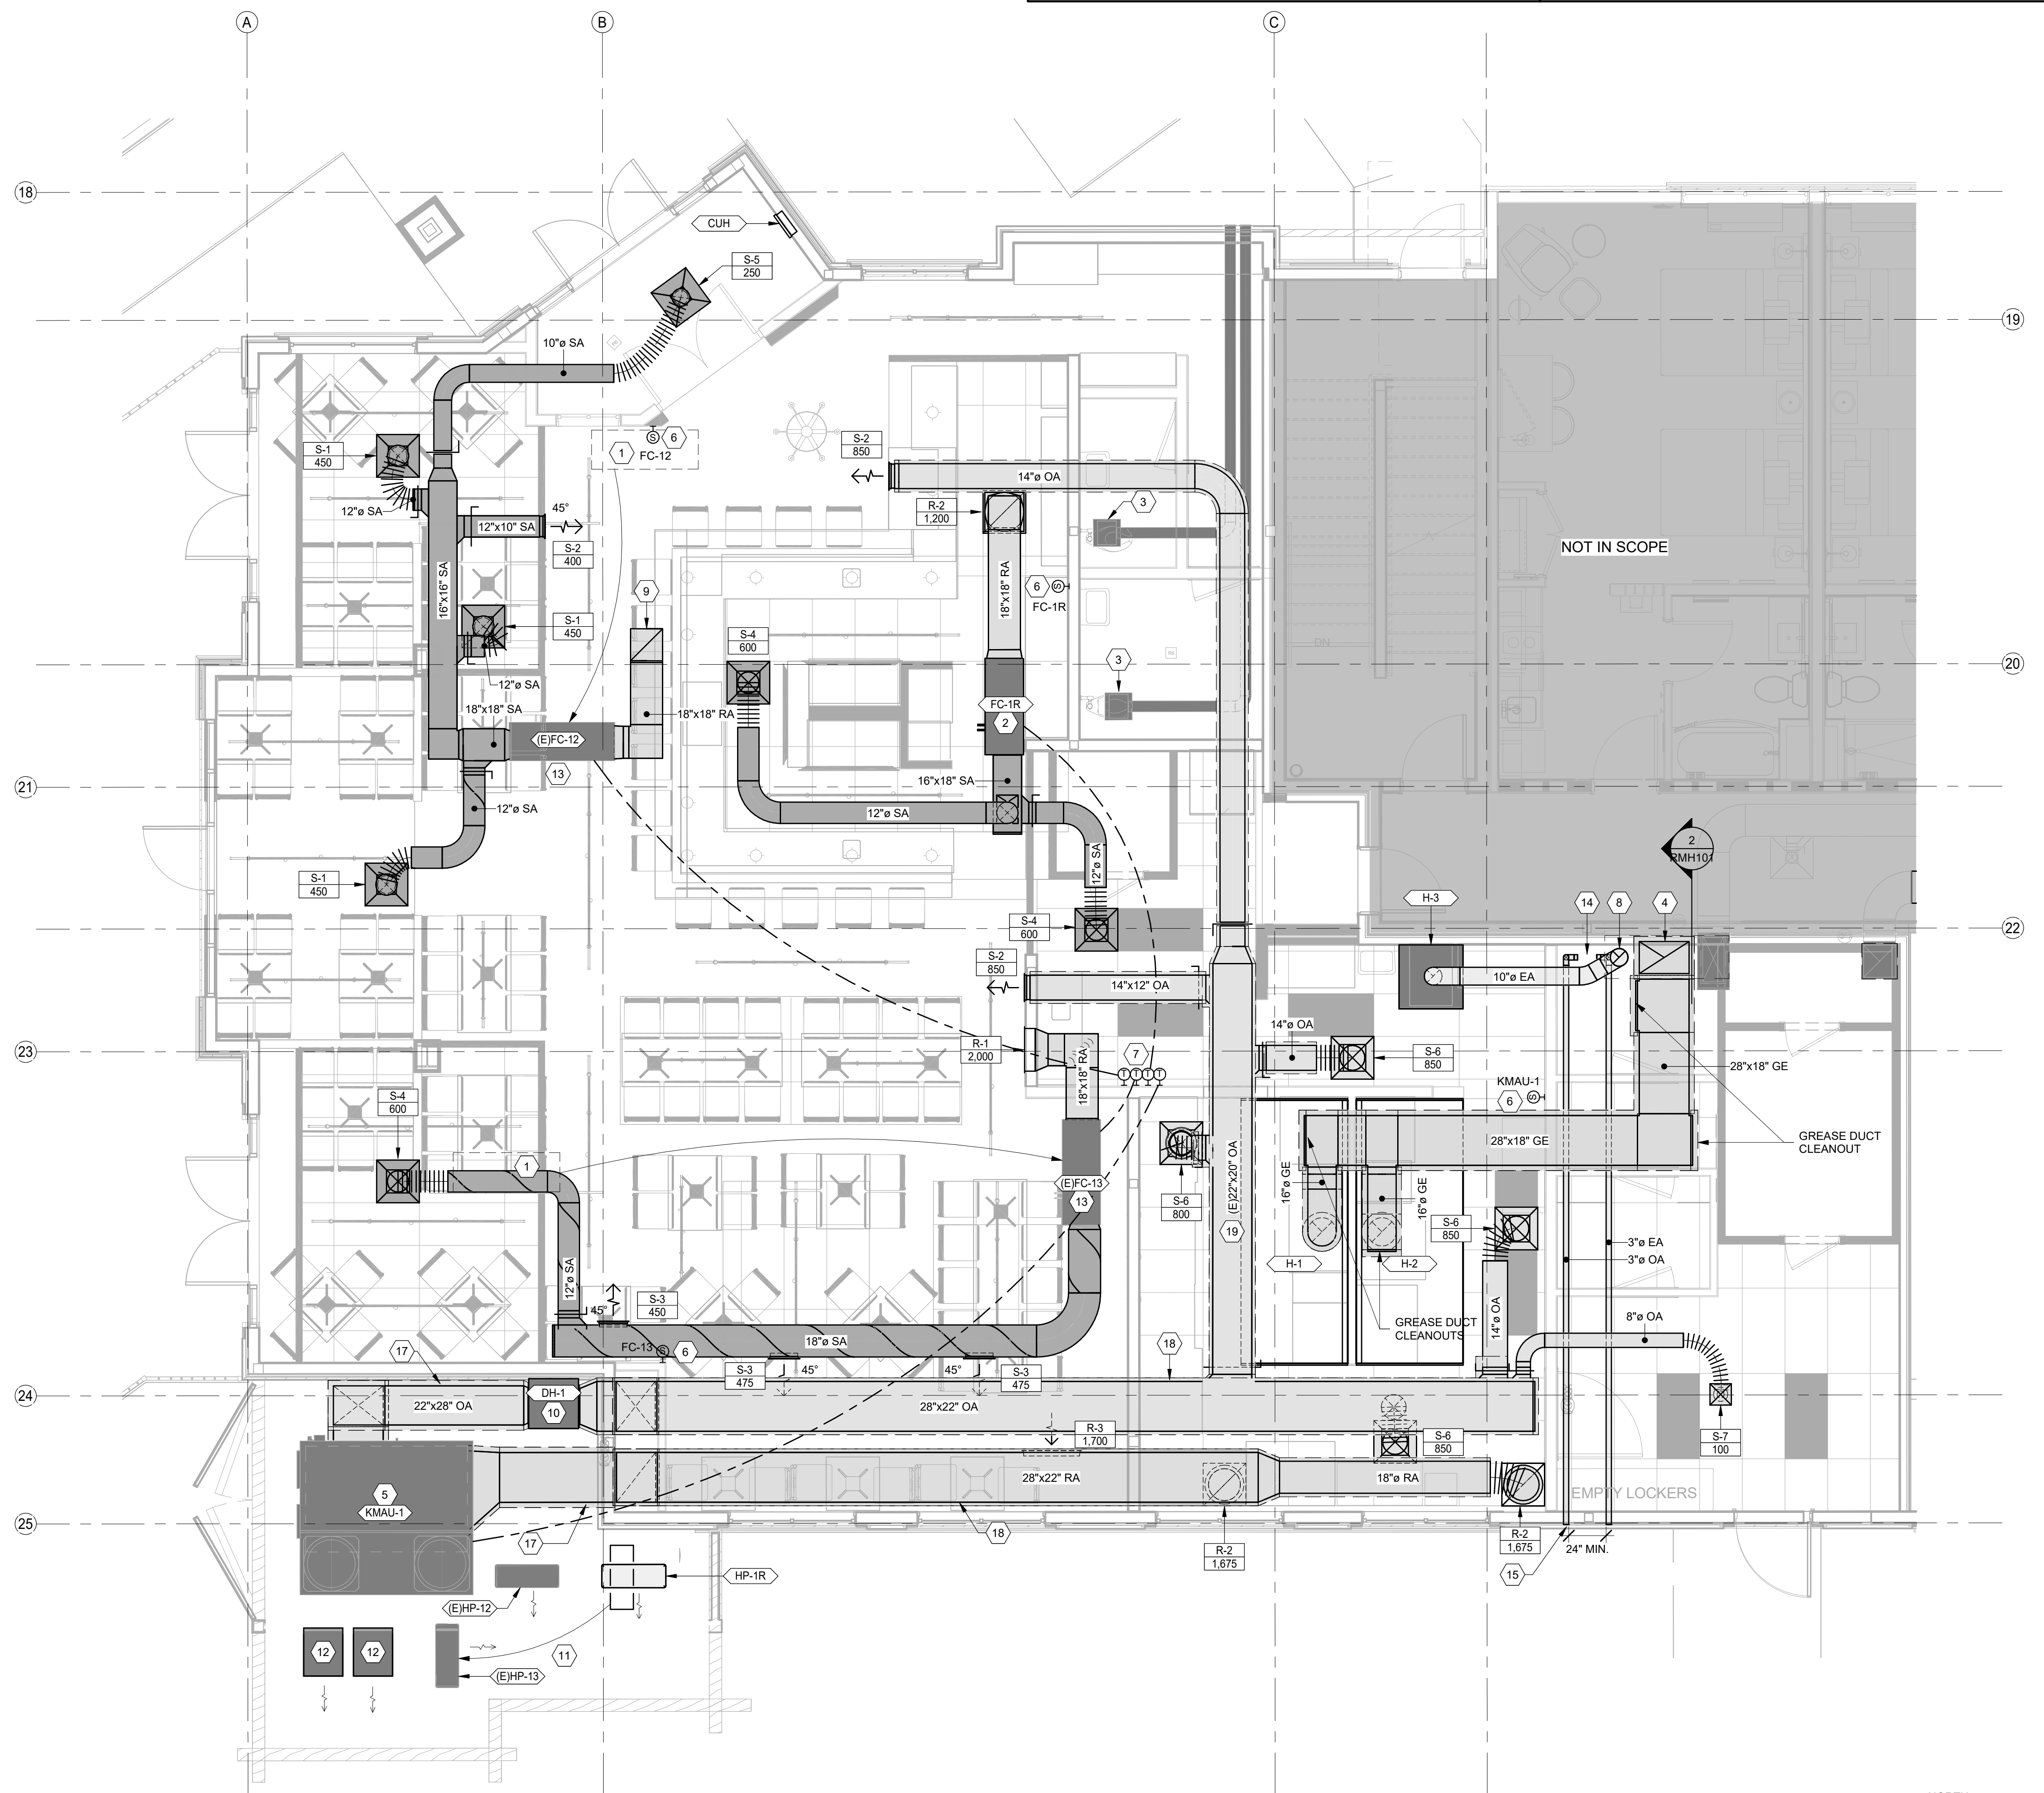 A
B
C
18
CUH
S-5
250
19
19
10"ø SA
S-1
450
1
S
6
FC-12
S-2
850
14"ø OA
12"ø SA
12"x10" SA
45°
R-2
1,200
3
S-2
400
NOT IN SCOPE
16"x16" SA
9
18"x18" RA
6
S
FC-1R
S-1
450
S-4
600
3
20
12"ø SA
18"x18" SA
18"x18" RA
FC-1R
2
DN
(E)FC-12
13
16"x18" SA
21
12"ø SA
12"ø SA
2
RMH101
12"ø SA
S-1
450
H-3
14
8
4
S-4
600
22
S-2
850
14"x12" OA
10"ø EA
14"ø OA
23
R-1
2,000
18"x18" RA
7
T
T
T
T
S-6
850
28"x18" GE
KMAU-1
6
S
S-4
600
28"x18" GE
GREASE DUCT
CLEANOUT
1
(E)FC-13
13
16"ø GE
16"ø GE
S-6
800
(E)22"x20" OA
19
S-6
850
3"ø EA
3"ø OA
H-1
H-2
12"ø SA
S-3
450
45°
GREASE DUCT
CLEANOUTS
14"ø OA
8"ø OA
18"ø SA
FC-13
S
6
17
18
S-3
475
45°
45°
S-3
475
24
DH-1
10
22"x28" OA
28"x22" OA
R-3
1,700
S-6
850
S-7
100
28"x22" RA
18"ø RA
EMPTY LOCKERS
5
KMAU-1
25
17
18
R-2
1,675
R-2
1,675
24" MIN.
15
HP-1R
(E)HP-12
12
12
11
(E)HP-13